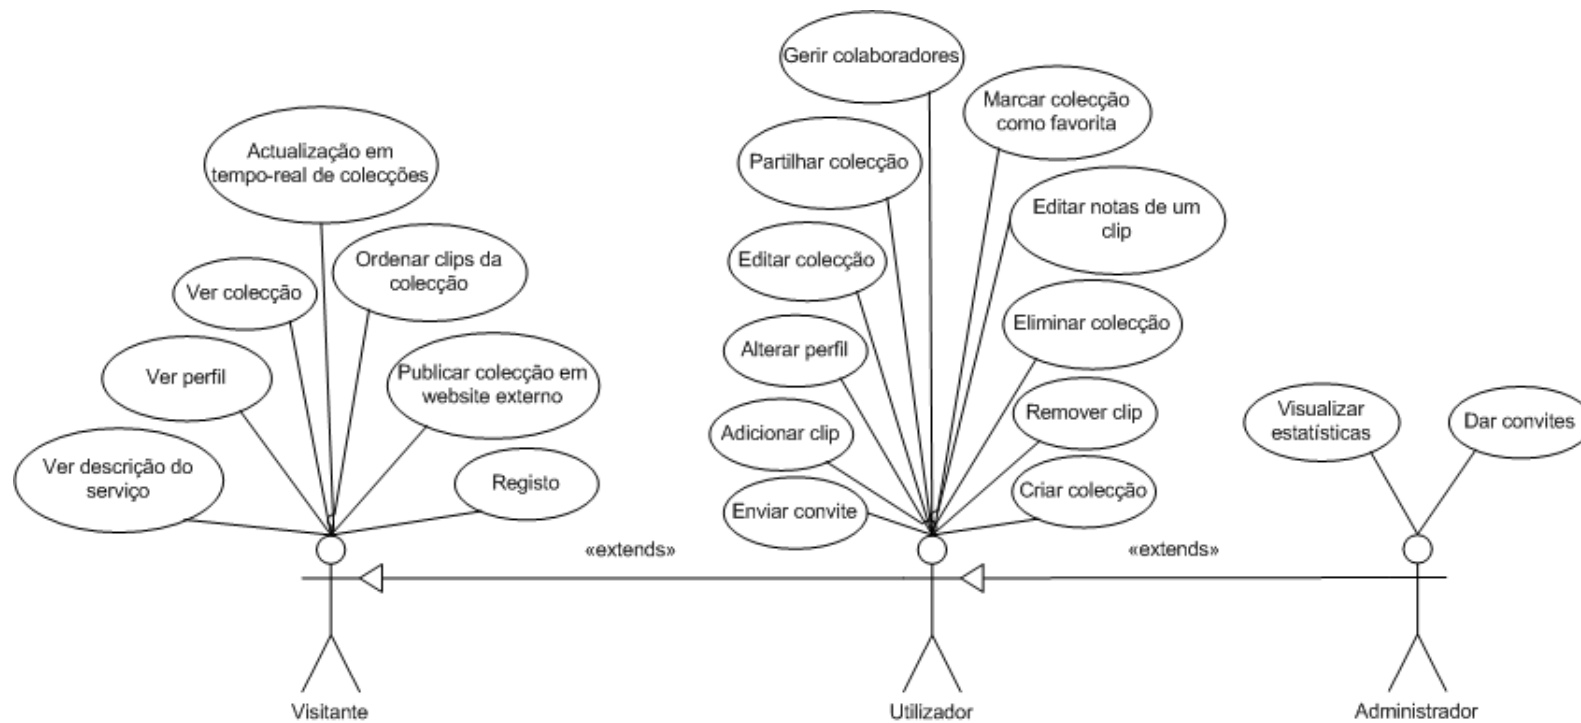 Gerir colaboradores
Marcar colecção
como favorita
Actualização em
tempo-real de colecções
Partilhar colecção
Editar notas de um
clip
Ordenar clips da
colecção
Editar colecção
Ver colecção
Eliminar colecção
Alterar perfil
Ver perfil
Publicar colecção em
website externo
Visualizar
estatísticas
Dar convites
Remover clip
Adicionar clip
Ver descrição do
serviço
Registo
Criar colecção
Enviar convite
«extends»
«extends»
Visitante
Utilizador
Administrador